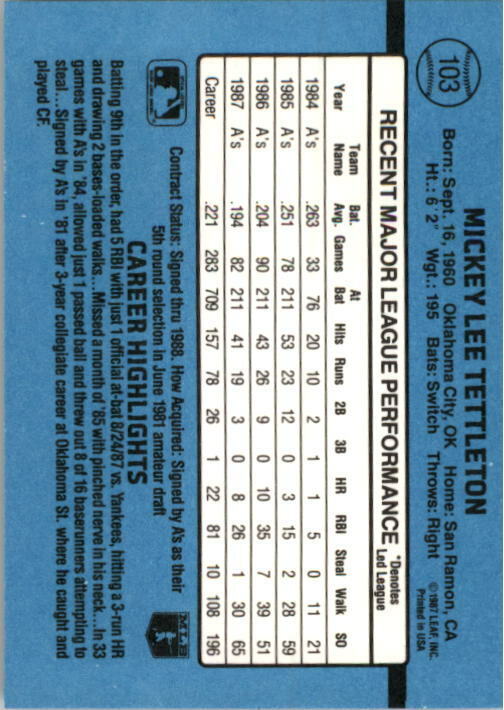 103
MICKEY LEE TETTLETON
Born: Sept. 16, 1960 Oklahoma City, OK Home: San Ramon, CA
Ht.: 6'2" Wgt.: 195 Bats: Switch Throws: Right
©1987 LEAF, INC.
Printed in USA
RECENT MAJOR LEAGUE PERFORMANCE
*Denotes
Led League
Year Team Name Bat. Avg. Games At Bat Hits Runs 2B 3B HR RBI Steal Walk SO
1984 A's .263 33 76 20 10 2 1 1 5 0 11 21
1985 A's .251 78 211 53 23 12 0 3 15 2 28 59
1986 A's .204 90 211 43 26 9 0 10 35 7 39 51
1987 A's .194 82 211 41 19 3 0 8 26 1 30 65
Career .221 283 709 157 78 26 1 22 81 10 108 196
Contract Status: Signed thru 1988. How Acquired: Signed by A's as their
5th round selection in June 1981 amateur draft
MLB
CAREER HIGHLIGHTS
Batting 9th in the order, had 5 RBI with just 1 official at-bat 8/24/87 vs. Yankees, hitting a 3-run HR
and drawing 2 bases-loaded walks...Missed a month of '85 with pinched nerve in his neck...In 33
games with A's in '84, allowed just 1 passed ball and threw out 8 of 16 baserunners attempting to
steal...Signed by A's in '81 after 3-year collegiate career at Oklahoma St. where he caught and
played CF.